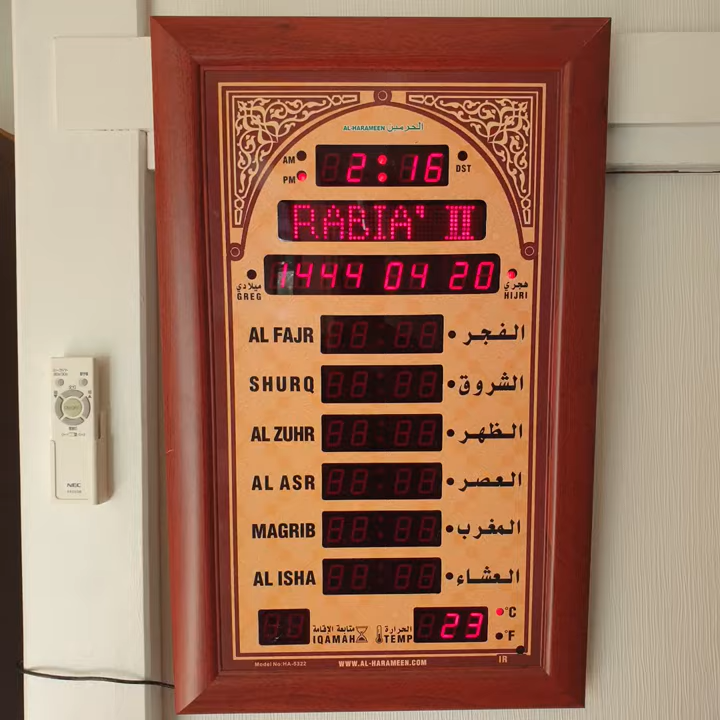 AL-HARAMEEN الحرمين
AM
PM
2:16
DST
RABIA' II
1444 04 20
ميلادي
GREG
هجري
HIJRI
AL FAJR الفجر
SHURQ الشروق
AL ZUHR الظهر
AL ASR العصر
MAGRIB المغرب
AL ISHA العشاء
متابعة الاقامة
IQAMAH
الحرارة
TEMP
23
°C
°F
IR
Model No:HA-5322
WWW.AL-HARAMEEN.COM
NEC